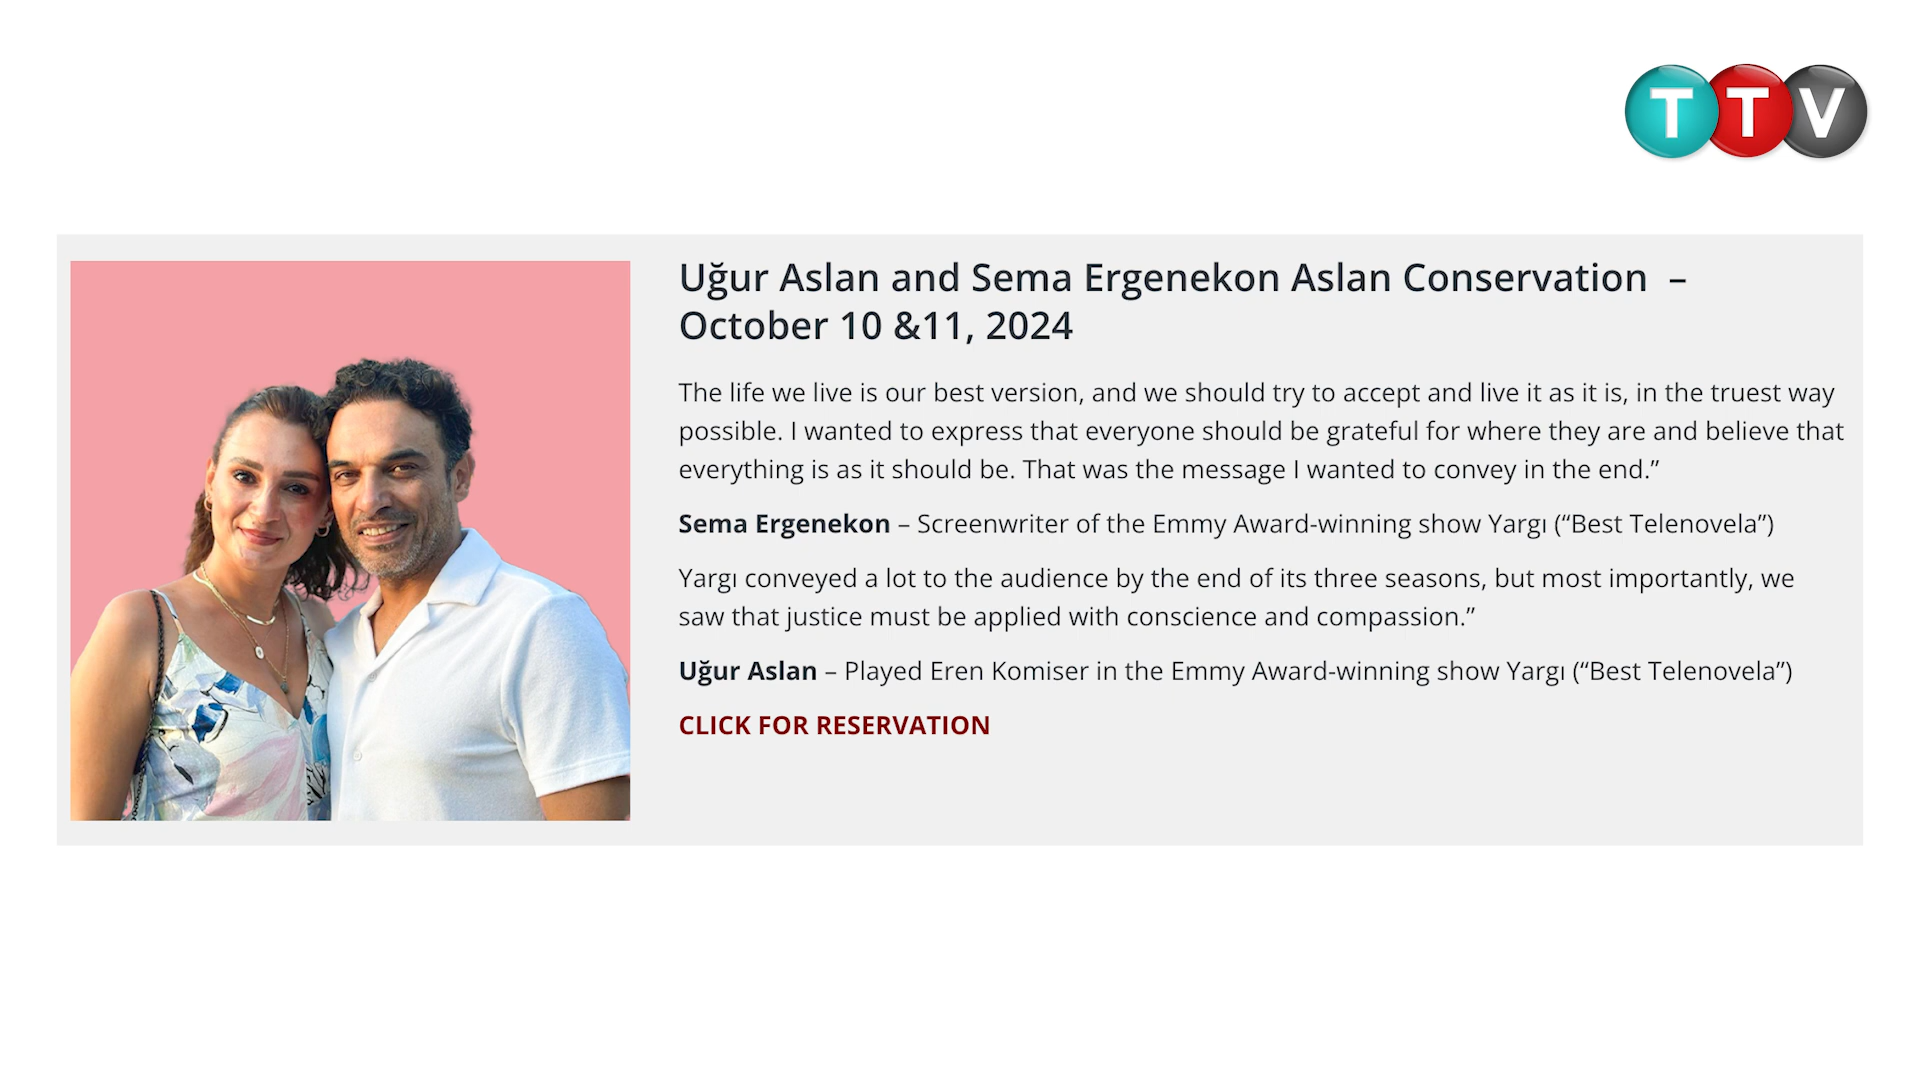 TTV
Uğur Aslan and Sema Ergenekon Aslan Conservation –
October 10 &11, 2024
The life we live is our best version, and we should try to accept and live it as it is, in the truest way
possible. I wanted to express that everyone should be grateful for where they are and believe that
everything is as it should be. That was the message I wanted to convey in the end.”
Sema Ergenekon – Screenwriter of the Emmy Award-winning show Yargı (“Best Telenovela”)
Yargı conveyed a lot to the audience by the end of its three seasons, but most importantly, we
saw that justice must be applied with conscience and compassion.”
Uğur Aslan – Played Eren Komiser in the Emmy Award-winning show Yargı (“Best Telenovela”)
CLICK FOR RESERVATION